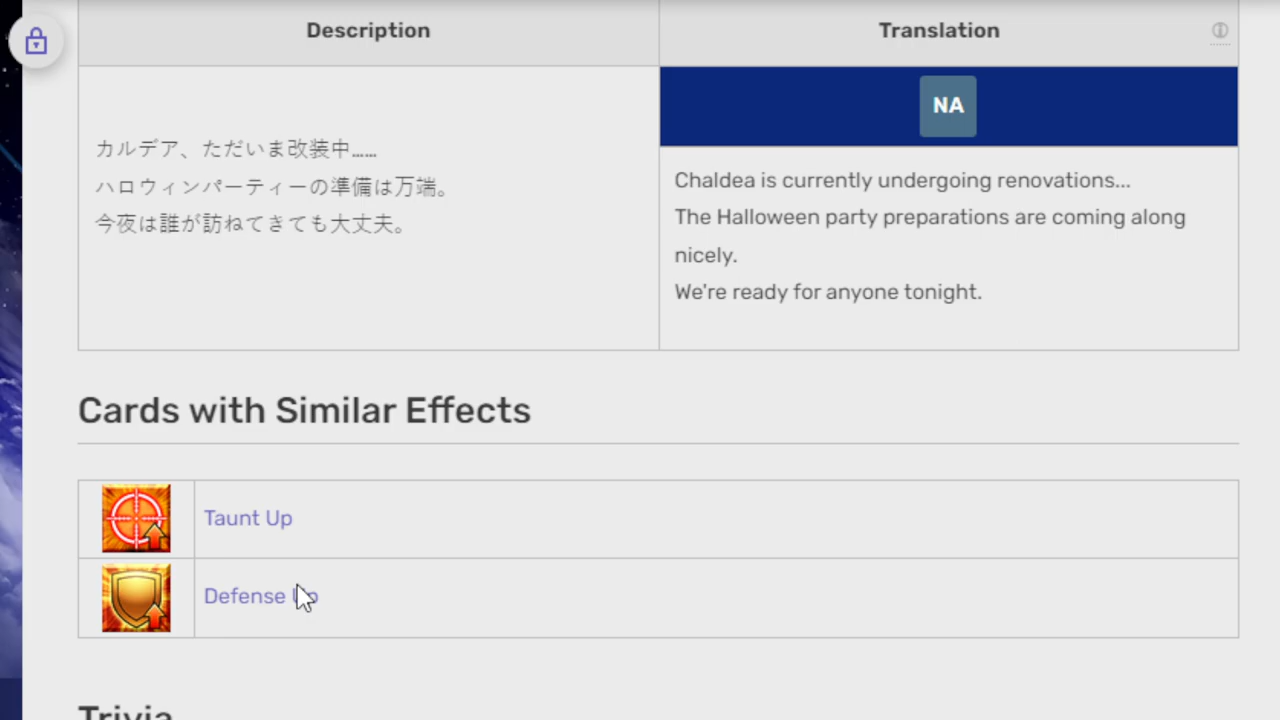 Description
Translation
カルデア、ただいま改装中……
ハロウィンパーティーの準備は万端。
今夜は誰が訪ねてきても大丈夫。
NA
Chaldea is currently undergoing renovations...
The Halloween party preparations are coming along
nicely.
We're ready for anyone tonight.
Cards with Similar Effects
Taunt Up
Defense Up
Trivia